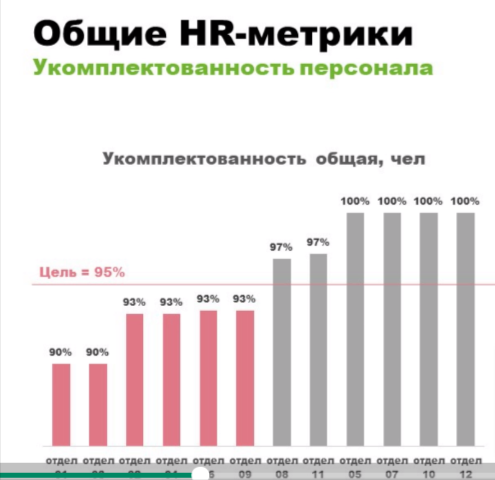 Общие HR-метрики
Укомплектованность персонала
Укомплектованность общая, чел
100% 100% 100% 100%
97% 97%
Цель = 95%
93% 93% 93% 93%
90% 90%
отдел отдел отдел отдел отдел отдел отдел отдел отдел отдел отдел отдел
09 08 11 05 07 10 12